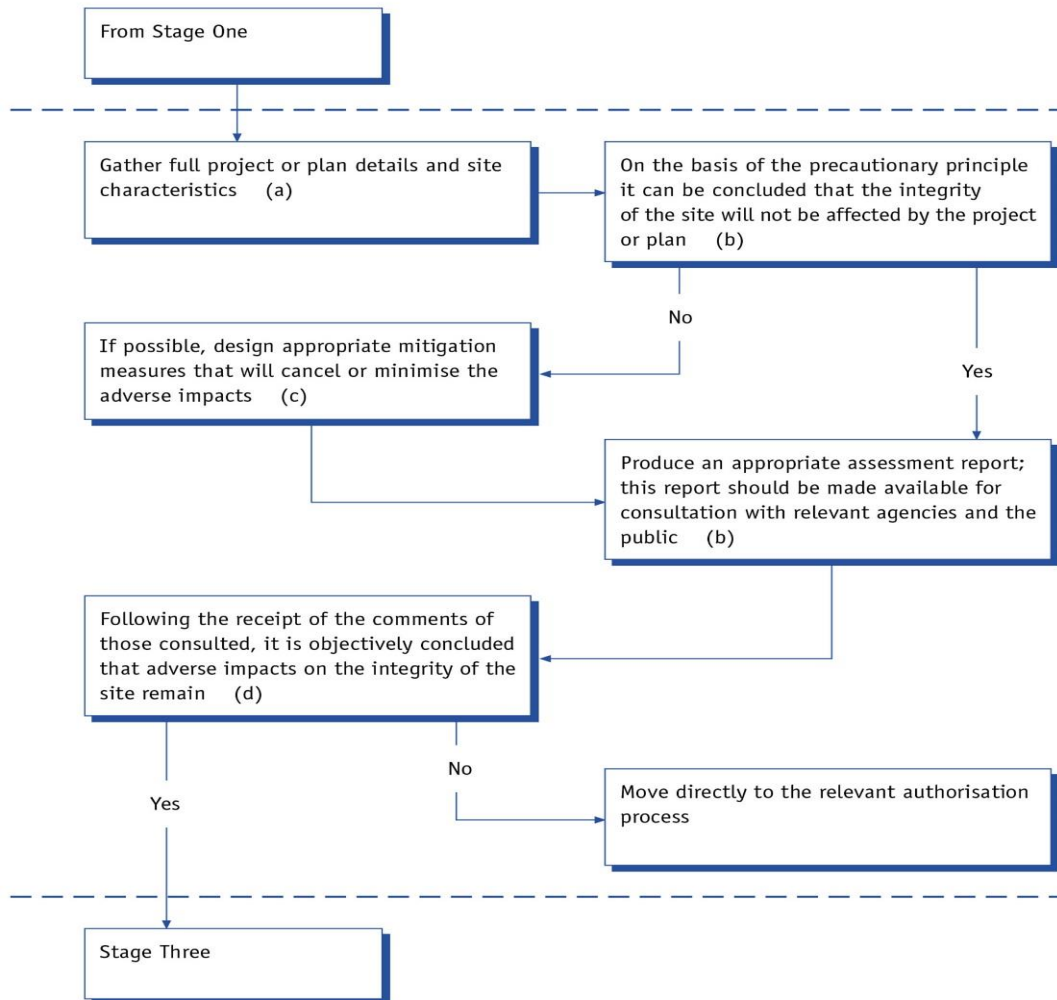 From Stage One
Gather full project or plan details and site
characteristics (a)
On the basis of the precautionary principle
it can be concluded that the integrity
of the site will not be affected by the project
or plan (b)
No
Yes
If possible, design appropriate mitigation
measures that will cancel or minimise the
adverse impacts (c)
Produce an appropriate assessment report;
this report should be made available for
consultation with relevant agencies and the
public (b)
Following the receipt of the comments of
those consulted, it is objectively concluded
that adverse impacts on the integrity of the
site remain (d)
No
Yes
Move directly to the relevant authorisation
process
Stage Three